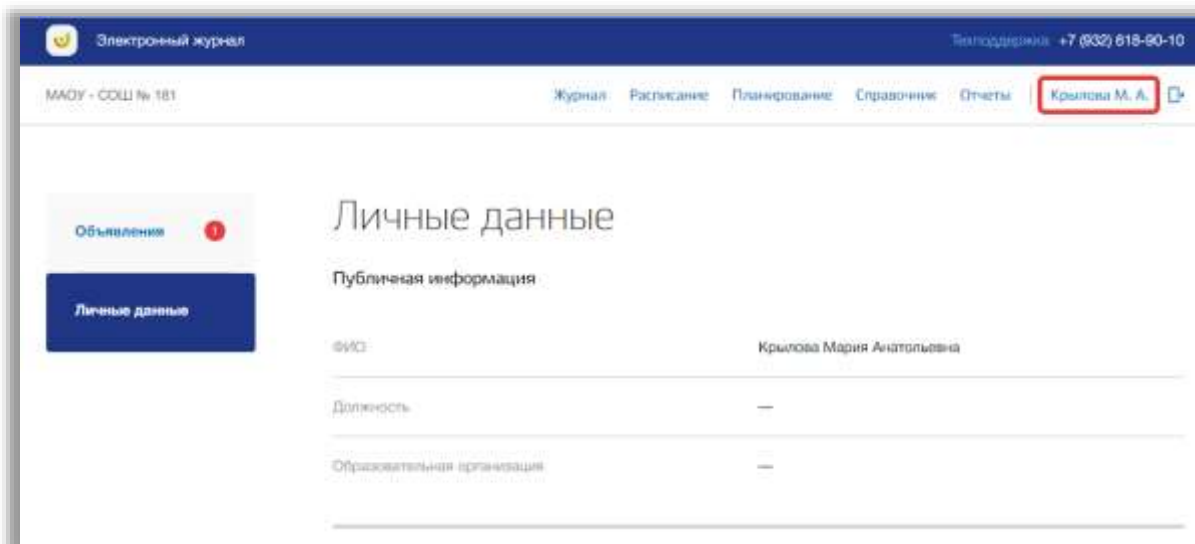 Электронный журнал Техподдержка: +7 (932) 618-90-10
МАОУ - СОШ № 181 Журнал Расписание Планирование Справочник Отчеты Крылова М. А.
Объявления 1
Личные данные
Личные данные
Публичная информация
ФИО Крылова Мария Анатольевна
Должность —
Образовательная организация —